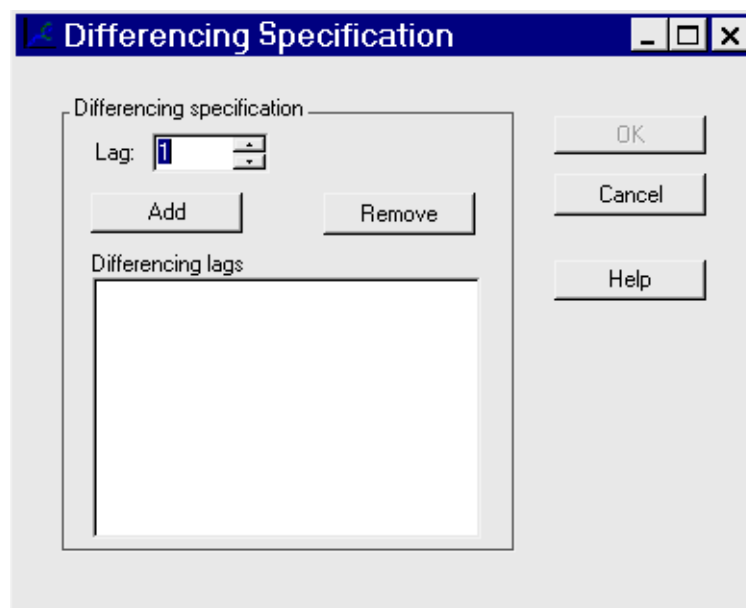 Differencing Specification
Differencing specification
Lag: 1
OK
Add
Remove
Cancel
Differencing lags
Help